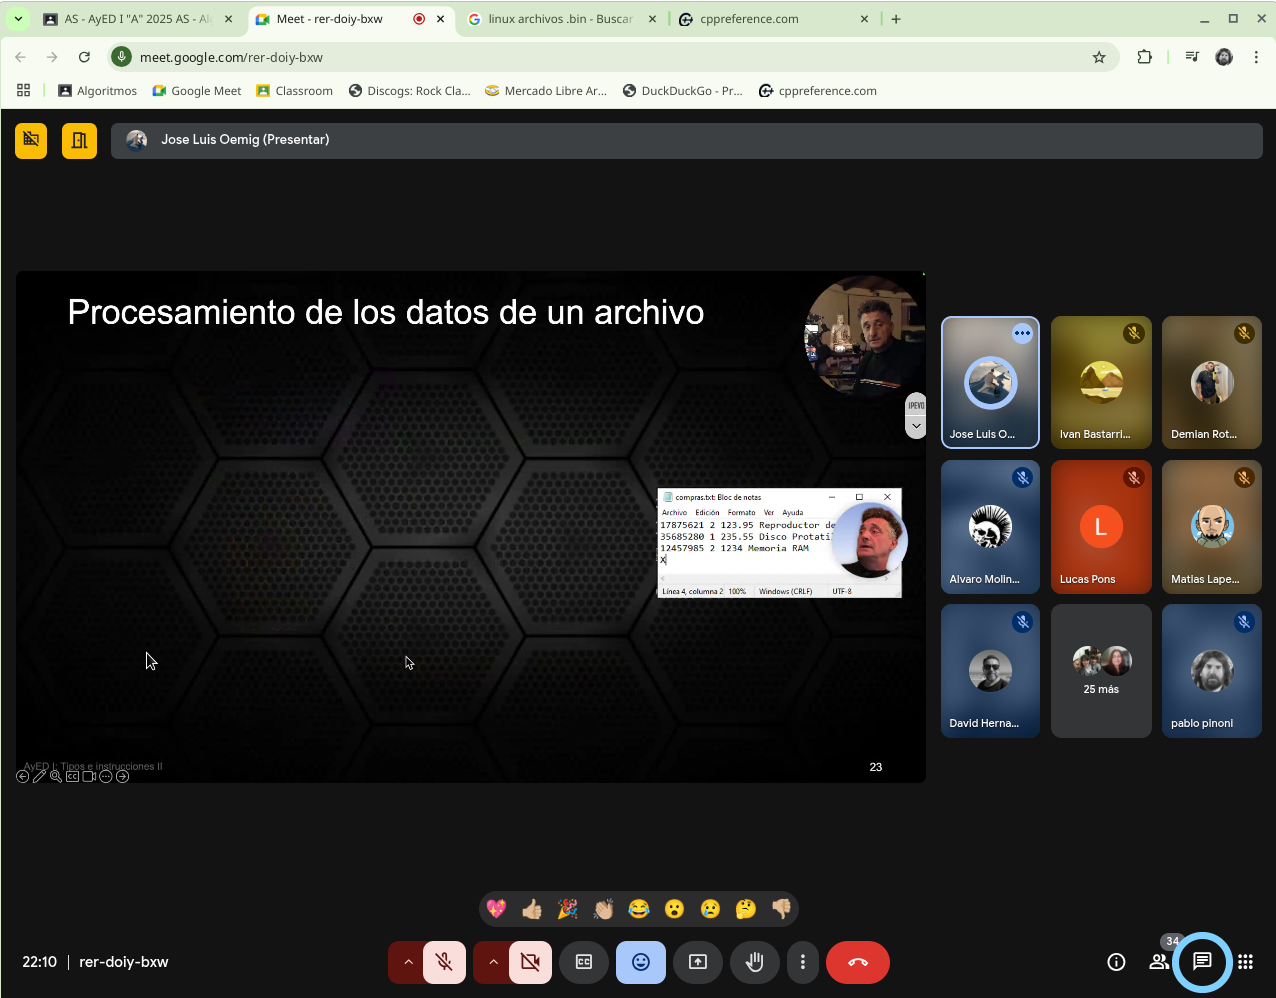 AS - AyED I "A" 2025 AS - Al
Meet - rer-doiy-bxw
linux archivos .bin - Buscar
cppreference.com
meet.google.com/rer-doiy-bxw
Algoritmos
Google Meet
Classroom
Discogs: Rock Cla...
Mercado Libre Ar...
DuckDuckGo - Pr...
cppreference.com
Jose Luis Oemig (Presentar)
Procesamiento de los datos de un archivo
IPEVO
compras.txt: Bloc de notas
Archivo Edición Formato Ver Ayuda
17875621 2 123.95 Reproductor de
35685280 1 235.55 Disco Protati
12457985 2 1234 Memoria RAM
X
Línea 4, columna 2 100% Windows (CRLF) UTF-8
AyED I: Tipos e instrucciones II
23
Jose Luis O...
Ivan Bastarri...
Demian Rot...
Alvaro Molin...
L
Lucas Pons
Matias Lape...
David Herna...
25 más
pablo pinoni
22:10 | rer-doiy-bxw
CC
34